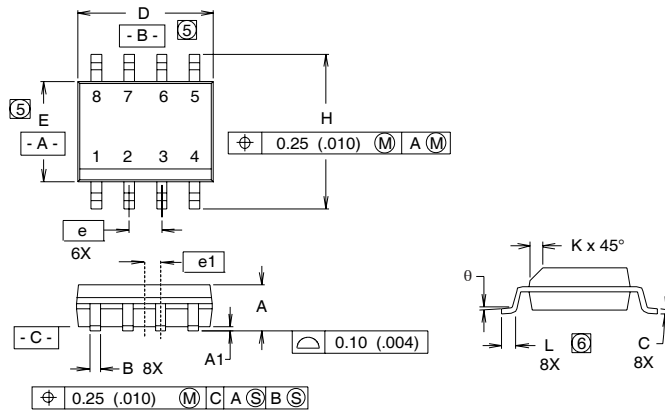 D
- B -
5
8 7 6 5
5
E
- A -
H
⌖ 0.25 (.010) Ⓜ A Ⓜ
1 2 3 4
e
6X
e1
K x 45°
θ
A
- C -
A1
⌓ 0.10 (.004)
B 8X
L 6
8X
C
8X
⌖ 0.25 (.010) Ⓜ C A Ⓢ B Ⓢ